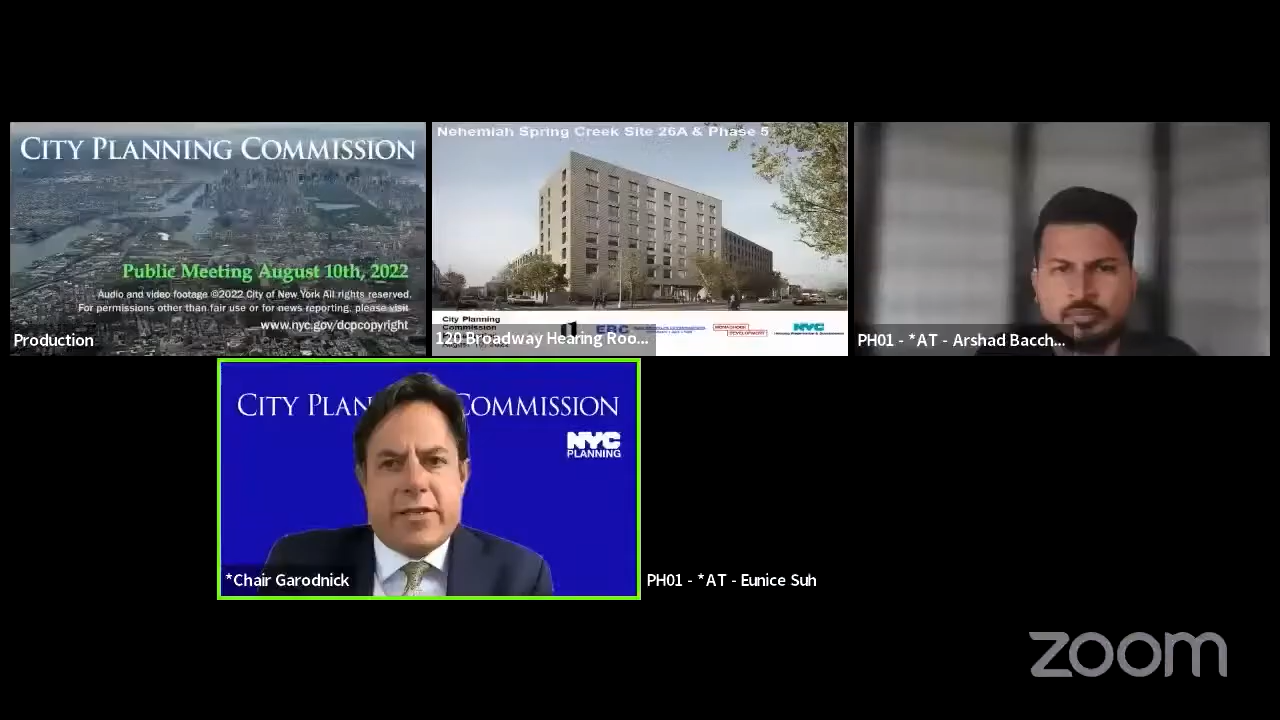 CITY PLANNING COMMISSION
Public Meeting August 10th, 2022
Audio and video footage ©2022 City of New York All rights reserved.
For permissions other than fair use or for news reporting, please visit
www.nyc.gov/dcpcopyright
Production
Nehemiah Spring Creek Site 26A & Phase 5
City Planning
Commission
NYC
120 Broadway Hearing Roo...
PH01 - *AT - Arshad Bacch...
CITY PLAN COMMISSION
NYC
PLANNING
*Chair Garodnick
PH01 - *AT - Eunice Suh
zoom